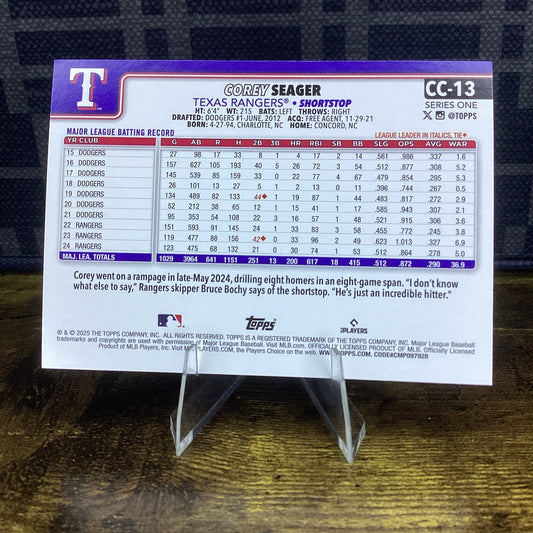 T
COREY SEAGER
TEXAS RANGERS® • SHORTSTOP
HT: 6'4" WT: 215 BATS: LEFT THROWS: RIGHT
DRAFTED: DODGERS #1-JUNE, 2012 ACQ: FREE AGENT, 11-29-21
BORN: 4-27-94, CHARLOTTE, NC HOME: CONCORD, NC
CC-13
SERIES ONE
X @TOPPS
MAJOR LEAGUE BATTING RECORD LEAGUE LEADER IN ITALICS, TIE♦
YR CLUB G AB R H 2B 3B HR RBI SB BB SLG OPS AVG WAR
15 DODGERS 27 98 17 33 8 1 4 17 2 14 .561 .986 .337 1.6
16 DODGERS 157 627 105 193 40 5 26 72 3 54 .512 .877 .308 5.2
17 DODGERS 145 539 85 159 33 0 22 77 4 67 .479 .854 .295 5.3
18 DODGERS 26 101 13 27 5 1 2 13 0 11 .396 .744 .267 0.5
19 DODGERS 134 489 82 133 44♦ 1 19 87 1 44 .483 .817 .272 2.9
20 DODGERS 52 212 38 65 12 1 15 41 1 17 .585 .943 .307 2.1
21 DODGERS 95 353 54 108 22 3 16 57 1 48 .521 .915 .306 3.6
22 RANGERS 151 593 91 145 24 1 33 83 3 58 .455 .772 .245 3.8
23 RANGERS 119 477 88 156 42♦ 0 33 96 2 49 .623 1.013 .327 6.9
24 RANGERS 123 475 68 132 21 0 30 74 1 53 .512 .864 .278 5.0
MAJ. LEA. TOTALS 1029 3964 641 1151 251 13 200 617 18 415 .512 .872 .290 36.9
Corey went on a rampage in late-May 2024, drilling eight homers in an eight-game span. "I don't know
what else to say," Rangers skipper Bruce Bochy says of the shortstop. "He's just an incredible hitter."
Topps
PLAYERS
® & © 2025 THE TOPPS COMPANY, INC. ALL RIGHTS RESERVED. TOPPS IS A REGISTERED TRADEMARK OF THE TOPPS COMPANY, INC. Major League Baseball
trademarks and copyrights are used with permission of Major League Baseball. Visit MLB.com. OFFICIALLY LICENSED PRODUCT OF MLB. Officially Licensed
Product of MLB Players, Inc. Visit MLBPLAYERS.com, the Players Choice on the web. WWW.TOPPS.COM. CODE#CMP097928